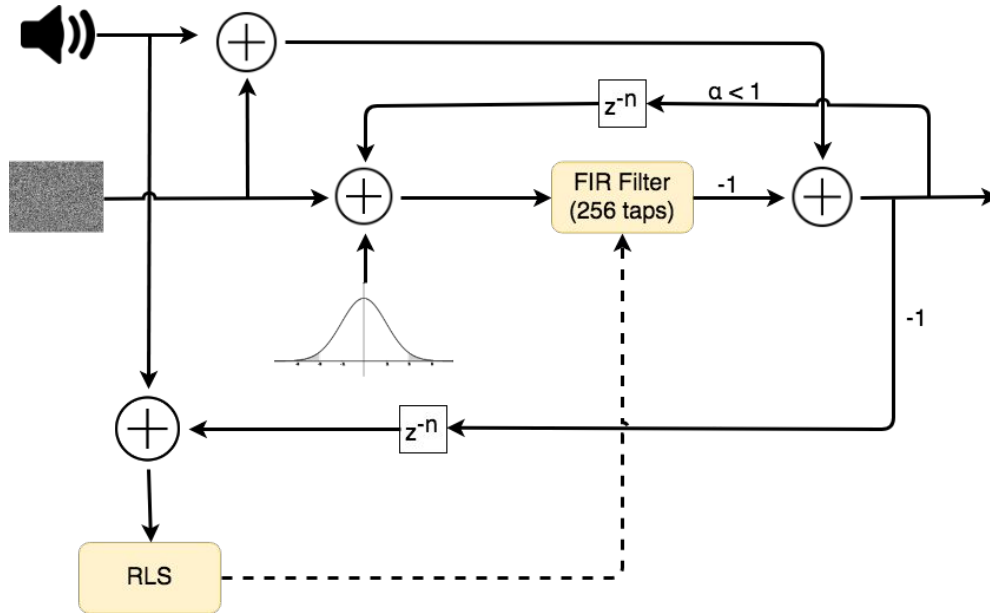 α < 1
z⁻ⁿ
FIR Filter
(256 taps)
-1
-1
z⁻ⁿ
RLS